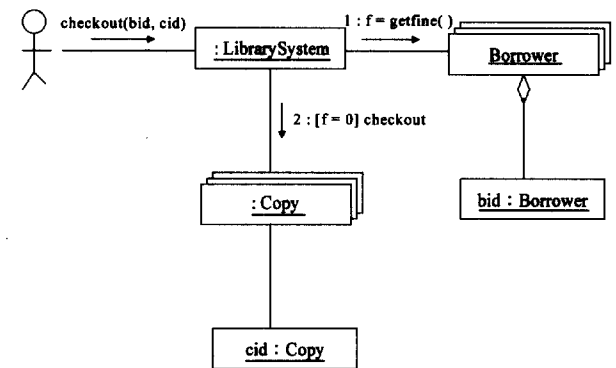 checkout(bid, cid)
1 : f = getfine( )
: LibrarySystem
Borrower
2 : [f = 0] checkout
: Copy
bid : Borrower
cid : Copy